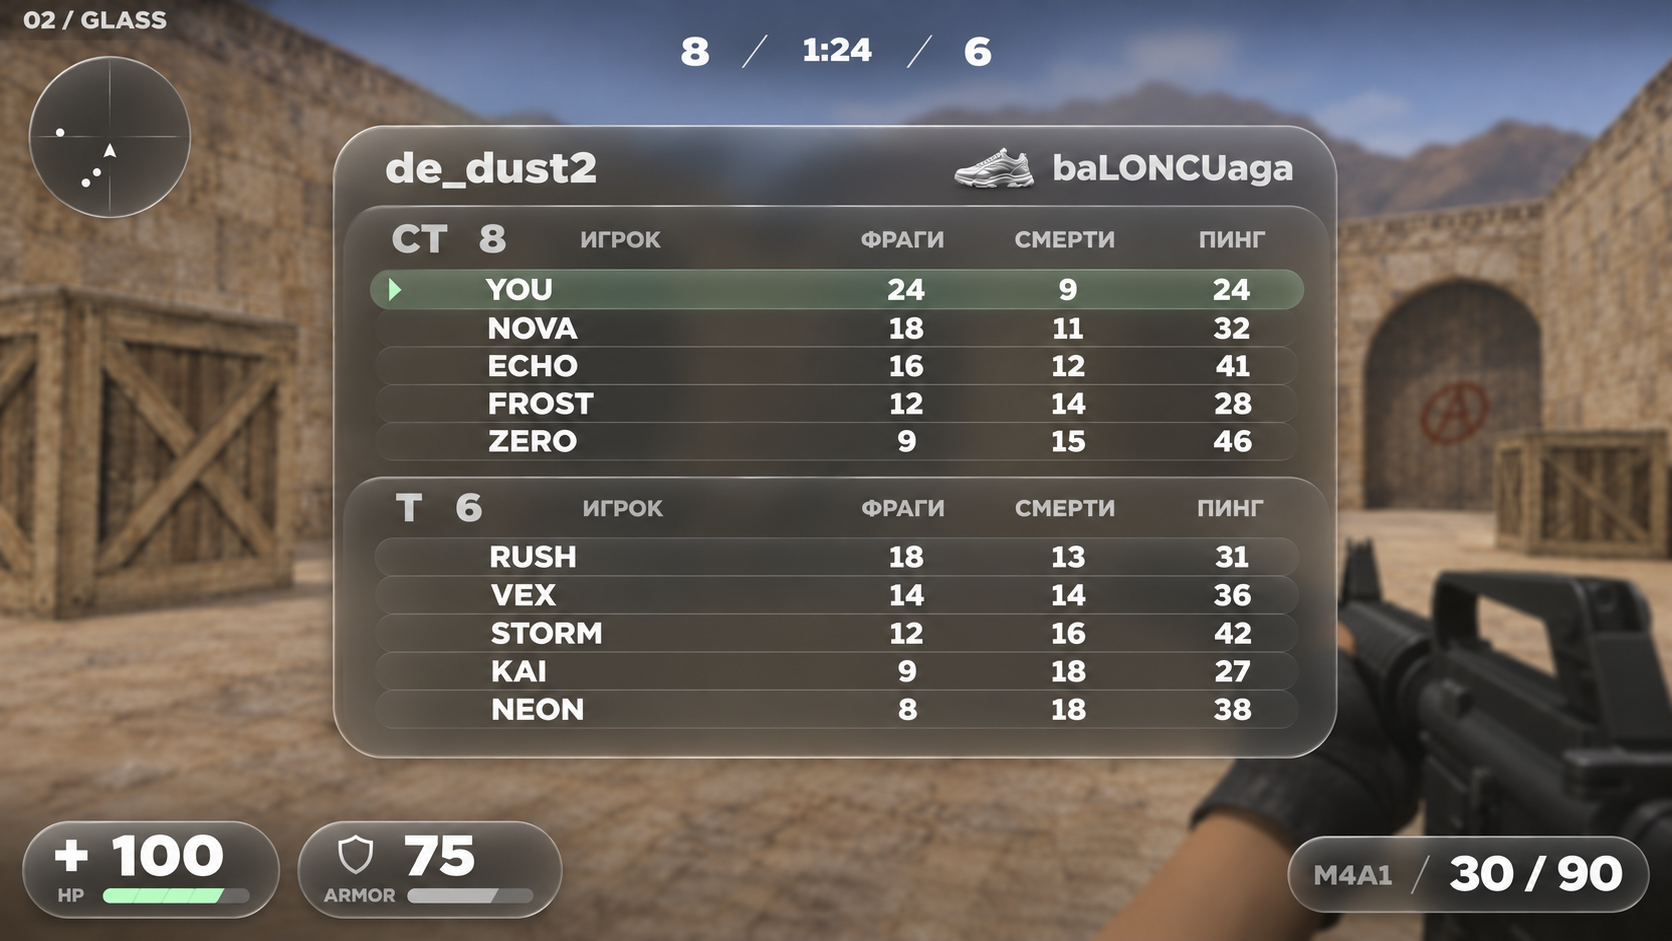 02 / GLASS
8 / 1:24 / 6
de_dust2 baLONCUaga
CT 8 ИГРОК ФРАГИ СМЕРТИ ПИНГ
YOU 24 9 24
NOVA 18 11 32
ECHO 16 12 41
FROST 12 14 28
ZERO 9 15 46
T 6 ИГРОК ФРАГИ СМЕРТИ ПИНГ
RUSH 18 13 31
VEX 14 14 36
STORM 12 16 42
KAI 9 18 27
NEON 8 18 38
+ 100
HP
75
ARMOR
M4A1 / 30 / 90